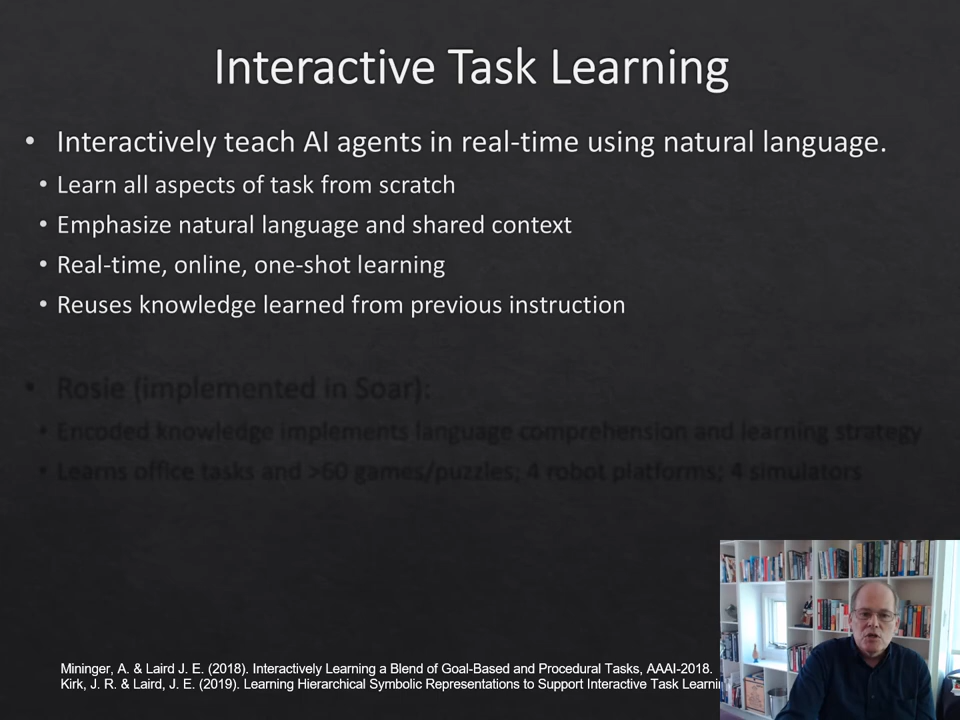 Interactive Task Learning
• Interactively teach AI agents in real-time using natural language.
• Learn all aspects of task from scratch
• Emphasize natural language and shared context
• Real-time, online, one-shot learning
• Reuses knowledge learned from previous instruction
• Rosie (implemented in Soar):
• Encoded knowledge implements language comprehension and learning strategy
• Learns office tasks and >60 games/puzzles; 4 robot platforms; 4 simulators
Mininger, A. & Laird J. E. (2018). Interactively Learning a Blend of Goal-Based and Procedural Tasks, AAAI-2018.
Kirk, J. R. & Laird, J. E. (2019). Learning Hierarchical Symbolic Representations to Support Interactive Task